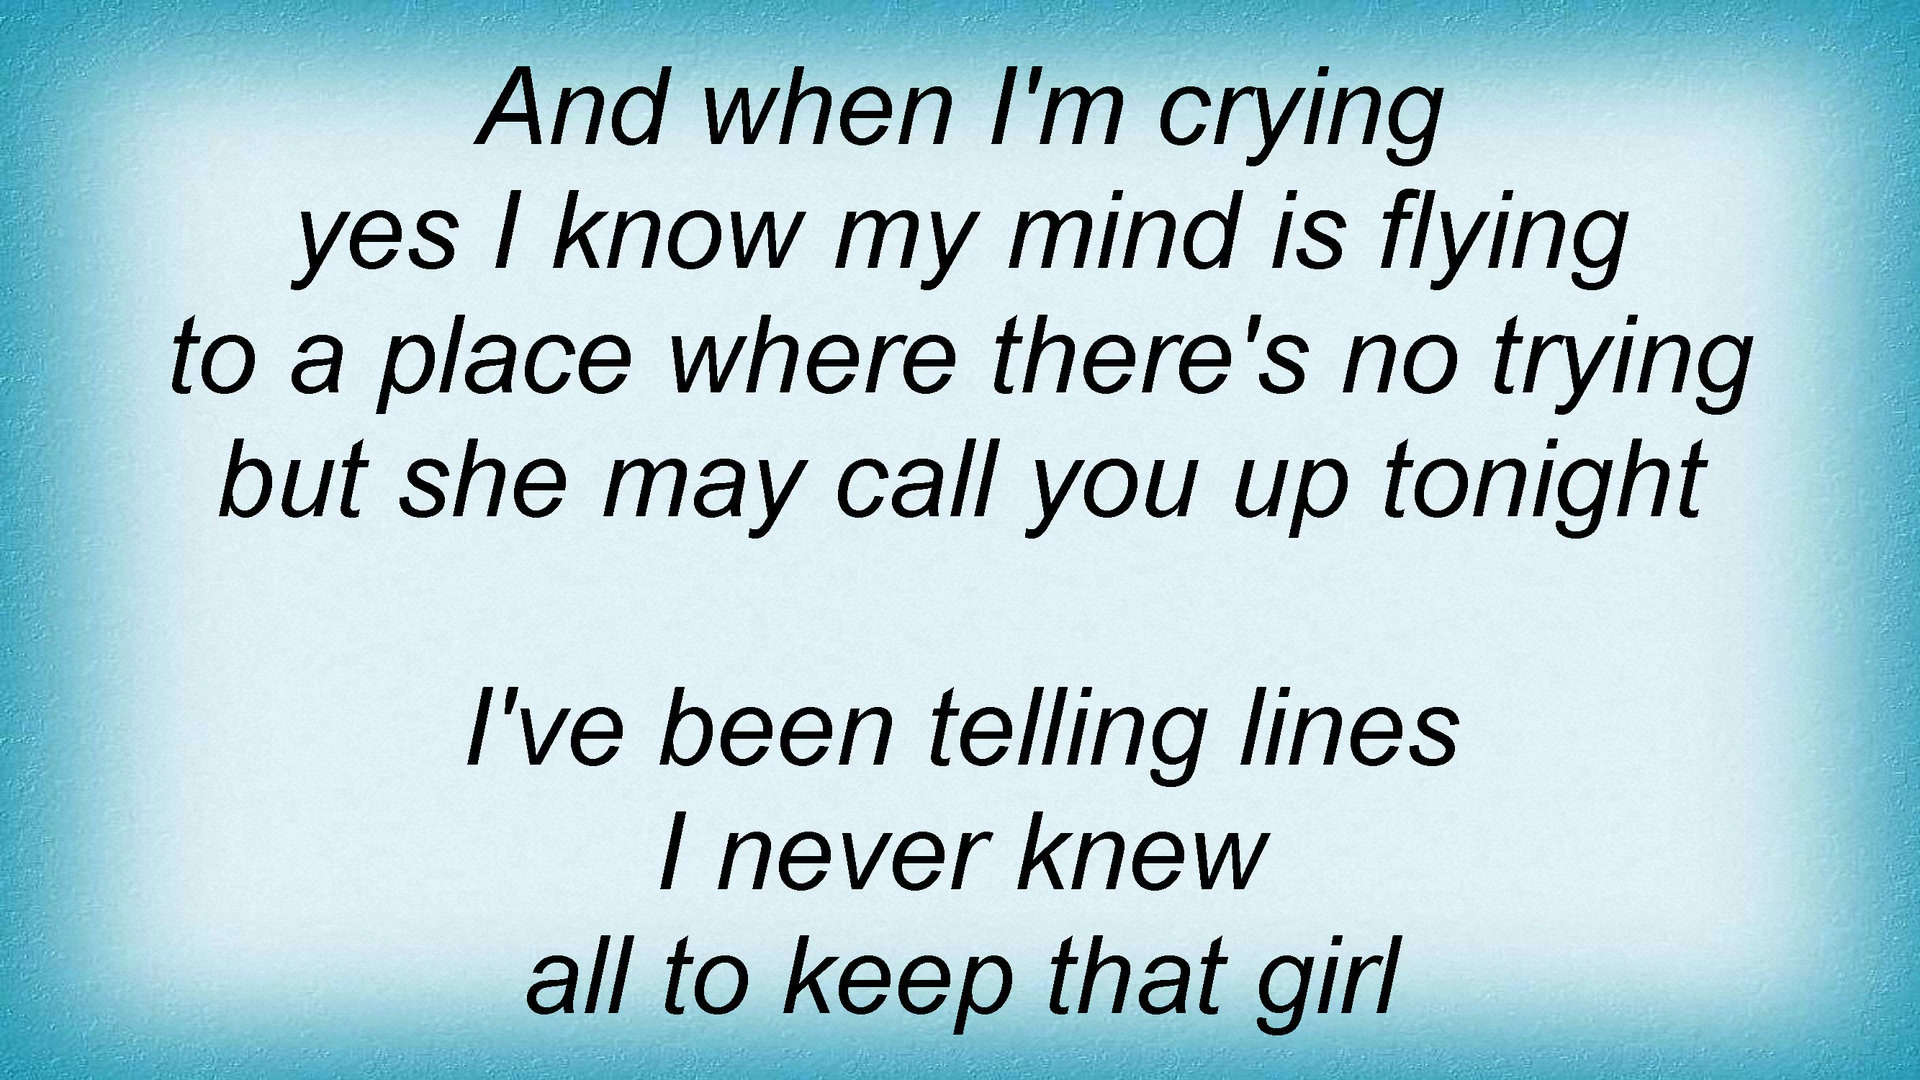 And when I'm crying
yes I know my mind is flying
to a place where there's no trying
but she may call you up tonight
I've been telling lines
I never knew
all to keep that girl